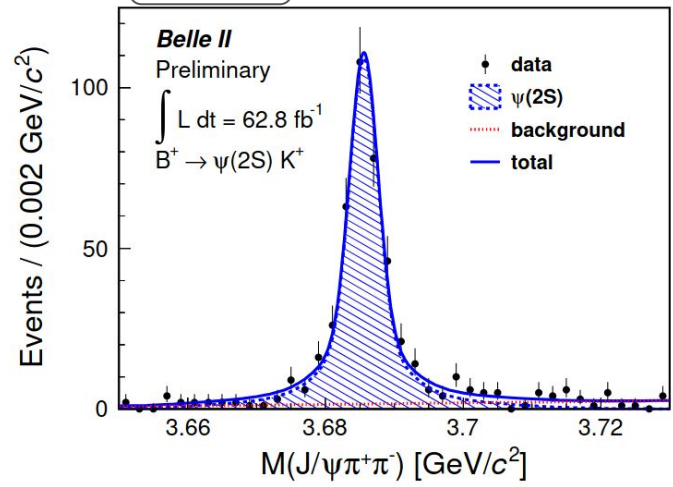 Belle II
Preliminary
∫ L dt = 62.8 fb⁻¹
B⁺ → ψ(2S) K⁺
data
ψ(2S)
background
total
Events / (0.002 GeV/c²)
100
50
0
3.66 3.68 3.7 3.72
M(J/ψπ⁺π⁻) [GeV/c²]